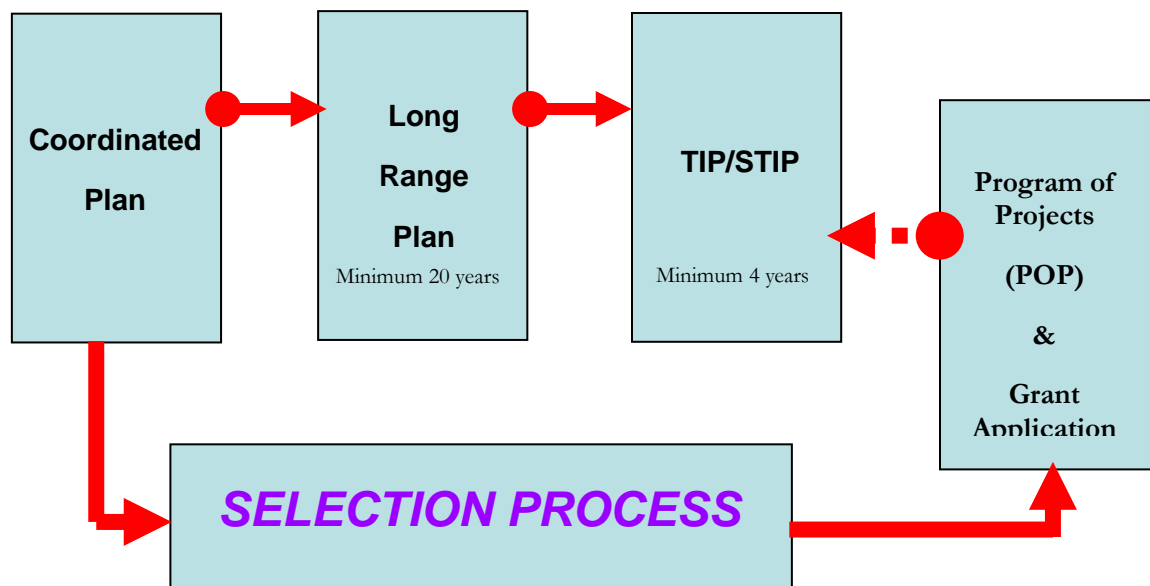 Coordinated
Plan
Long
Range
Plan
Minimum 20 years
TIP/STIP
Minimum 4 years
Program of
Projects
(POP)
&
Grant
Application
SELECTION PROCESS